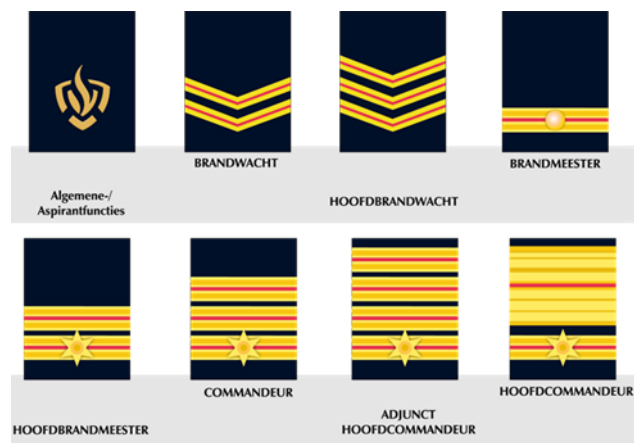 BRANDWACHT
BRANDMEESTER
Algemene-/
Aspirantfuncties
HOOFDBRANDWACHT
COMMANDEUR
HOOFDCOMMANDEUR
ADJUNCT
HOOFDCOMMANDEUR
HOOFDBRANDMEESTER